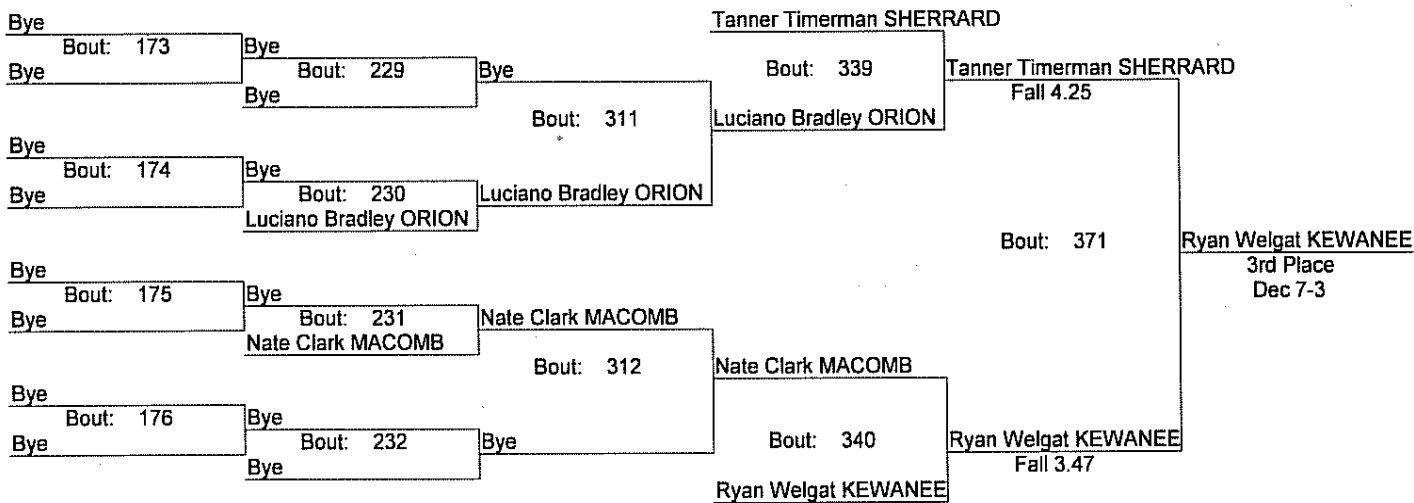 Bye
Bout: 173
Bye
Bye
Bout: 229
Bye
Bye
Bout: 174
Bye
Bye
Bout: 230
Luciano Bradley ORION
Bye
Bout: 311
Luciano Bradley ORION
Tanner Timerman SHERRARD
Bout: 339
Luciano Bradley ORION
Tanner Timerman SHERRARD
Fall 4.25
Bye
Bout: 175
Bye
Bye
Bout: 231
Nate Clark MACOMB
Bye
Bout: 176
Bye
Bye
Bout: 232
Bye
Nate Clark MACOMB
Bout: 312
Bye
Nate Clark MACOMB
Bout: 340
Ryan Welgat KEWANEE
Ryan Welgat KEWANEE
Fall 3.47
Bout: 371
Ryan Welgat KEWANEE
3rd Place
Dec 7-3